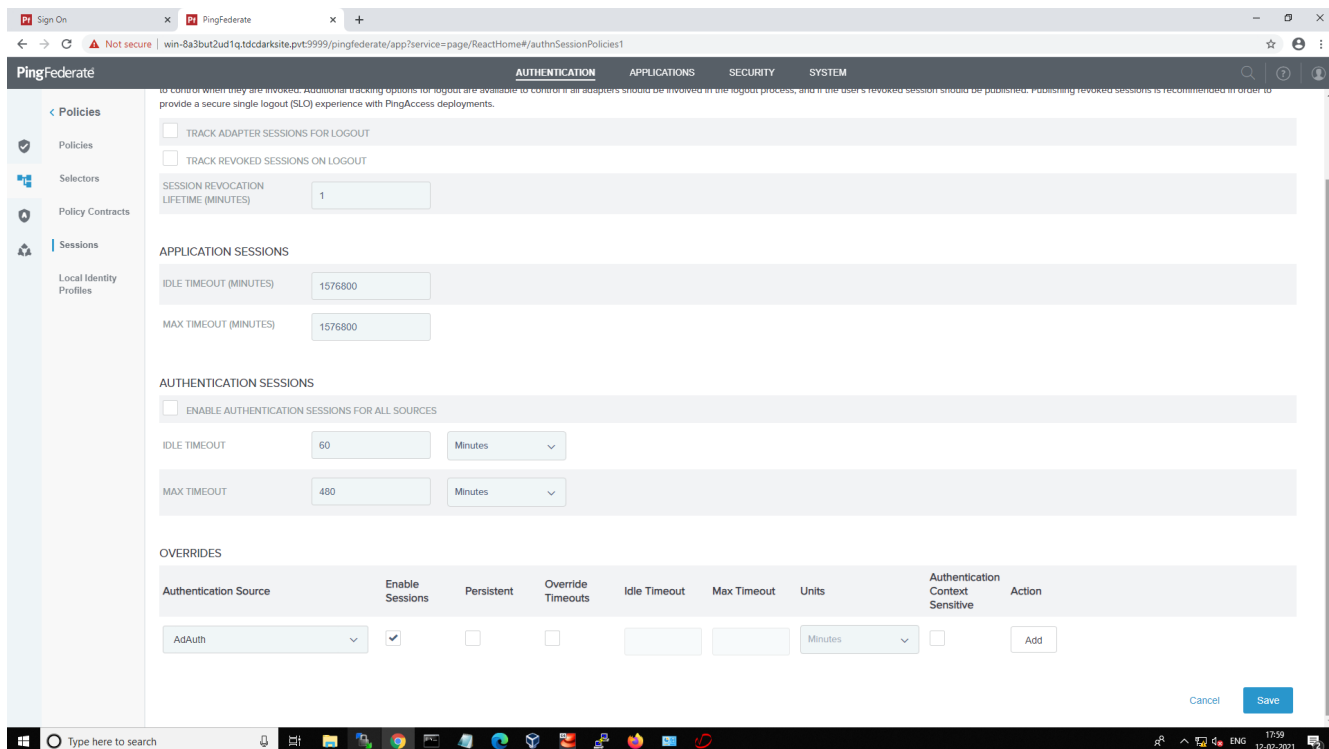 Pf Sign On
Pf PingFederate
Not secure win-8a3but2ud1q.tdcdarksite.pvt:9999/pingfederate/app?service=page/ReactHome#/authnSessionPolicies1
PingFederate
AUTHENTICATION APPLICATIONS SECURITY SYSTEM
< Policies
Policies
Selectors
Policy Contracts
Sessions
Local Identity
Profiles
to control when they are invoked. Additional tracking options for logout are available to control if all adapters should be involved in the logout process, and if the user's revoked session should be published. Publishing revoked sessions is recommended in order to
provide a secure single logout (SLO) experience with PingAccess deployments.
TRACK ADAPTER SESSIONS FOR LOGOUT
TRACK REVOKED SESSIONS ON LOGOUT
SESSION REVOCATION
LIFETIME (MINUTES)
1
APPLICATION SESSIONS
IDLE TIMEOUT (MINUTES) 1576800
MAX TIMEOUT (MINUTES) 1576800
AUTHENTICATION SESSIONS
ENABLE AUTHENTICATION SESSIONS FOR ALL SOURCES
IDLE TIMEOUT 60 Minutes
MAX TIMEOUT 480 Minutes
OVERRIDES
Authentication Source Enable Sessions Persistent Override Timeouts Idle Timeout Max Timeout Units Authentication Context Sensitive Action
AdAuth Minutes Add
Cancel Save
Type here to search
ENG
17:59
12-02-2021